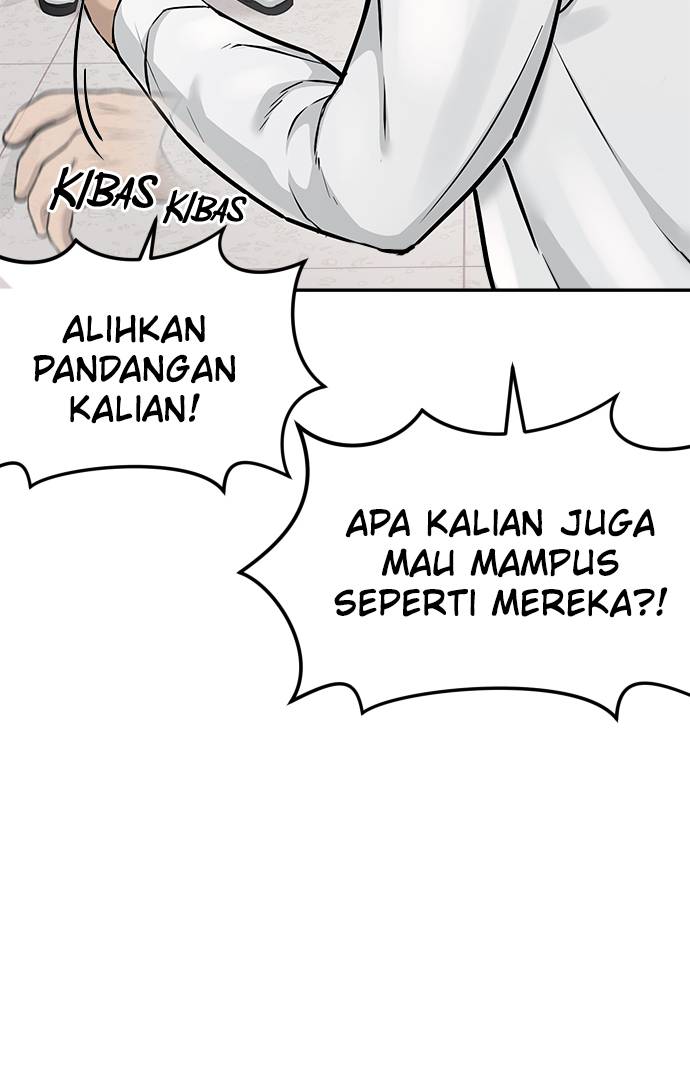 KIBAS KIBAS
ALIHKAN
PANDANGAN
KALIAN!
APA KALIAN JUGA
MAU MAMPUS
SEPERTI MEREKA?!